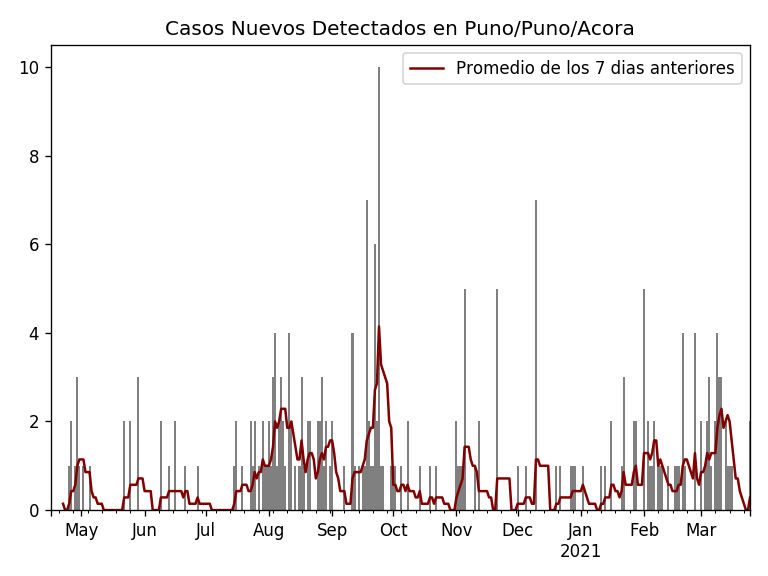 Casos Nuevos Detectados en Puno/Puno/Acora
Promedio de los 7 dias anteriores
10
8
6
4
2
0
May Jun Jul Aug Sep Oct Nov Dec Jan Feb Mar
2021